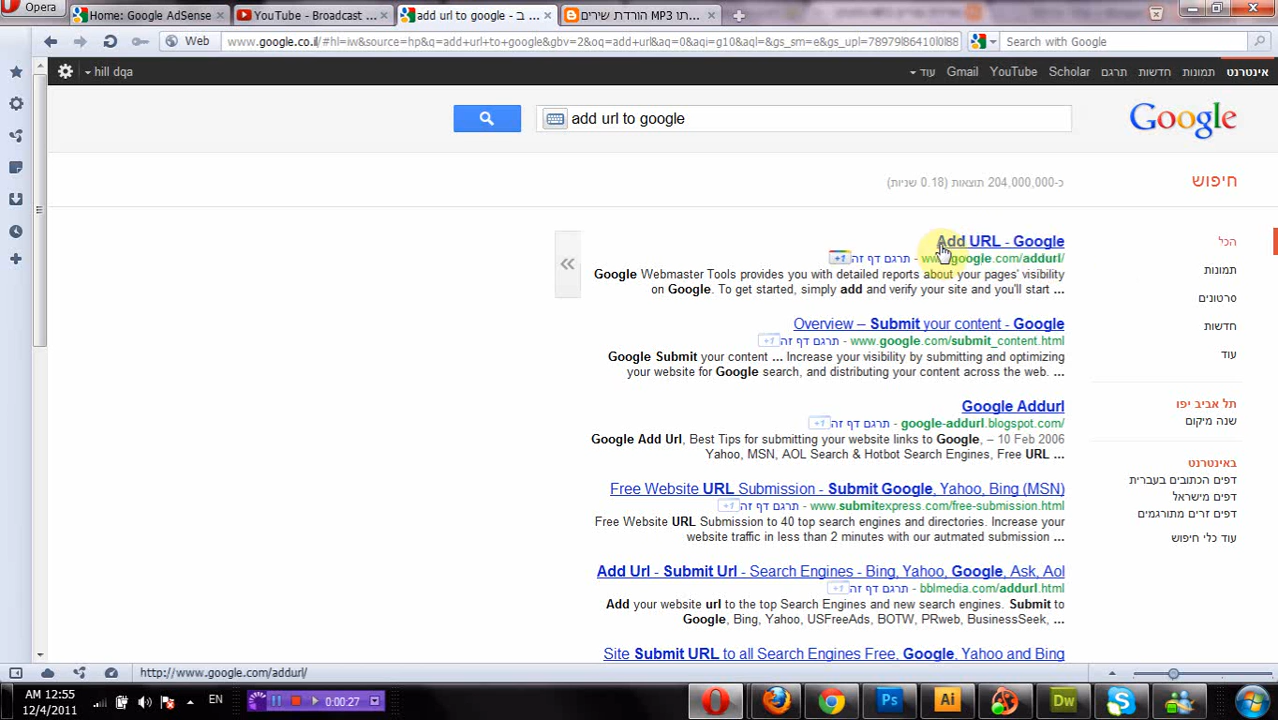 Opera
Home: Google AdSense
YouTube - Broadcast ...
add url to google - ב ...
הורדת שירים MP3 תו...
Web
www.google.co.il/#hl=iw&source=hp&q=add+url+to+google&gbv=2&oq=add+url&aq=0&aqi=g10&aql=&gs_sm=e&gs_upl=78979l86410l0l88
Search with Google
hill dqa
אינטרנט תמונות חדשות תרגם Scholar YouTube Gmail עוד
add url to google
Google
חיפוש
כ-204,000,000 תוצאות (0.18 שניות)
הכל
תמונות
סרטונים
חדשות
עוד
תל אביב יפו
שנה מיקום
באינטרנט
דפים הכתובים בעברית
דפים מישראל
דפים זרים מתורגמים
עוד כלי חיפוש
Add URL - Google
www.google.com/addurl/ - תרגם דף זה +1
Google Webmaster Tools provides you with detailed reports about your pages' visibility
on Google. To get started, simply add and verify your site and you'll start ...
Overview – Submit your content - Google
www.google.com/submit_content.html - תרגם דף זה +1
Google Submit your content ... Increase your visibility by submitting and optimizing
your website for Google search, and distributing your content across the web. ...
Google Addurl
google-addurl.blogspot.com/ - תרגם דף זה +1
Google Add Url, Best Tips for submitting your website links to Google, – 10 Feb 2006
Yahoo, MSN, AOL Search & Hotbot Search Engines, Free URL ...
Free Website URL Submission - Submit Google, Yahoo, Bing (MSN)
www.submitexpress.com/free-submission.html - תרגם דף זה +1
Free Website URL Submission to 40 top search engines and directories. Increase your
website traffic in less than 2 minutes with our autmated submission ...
Add Url - Submit Url - Search Engines - Bing, Yahoo, Google, Ask, Aol
bblmedia.com/addurl.html - תרגם דף זה +1
Add your website url to the top Search Engines and new search engines. Submit to
Google, Bing, Yahoo, USFreeAds, BOTW, PRweb, BusinessSeek, ...
Site Submit URL to all Search Engines Free, Google, Yahoo and Bing
http://www.google.com/addurl/
AM 12:55
12/4/2011
EN
0:00:27
Ps
Ai
Dw